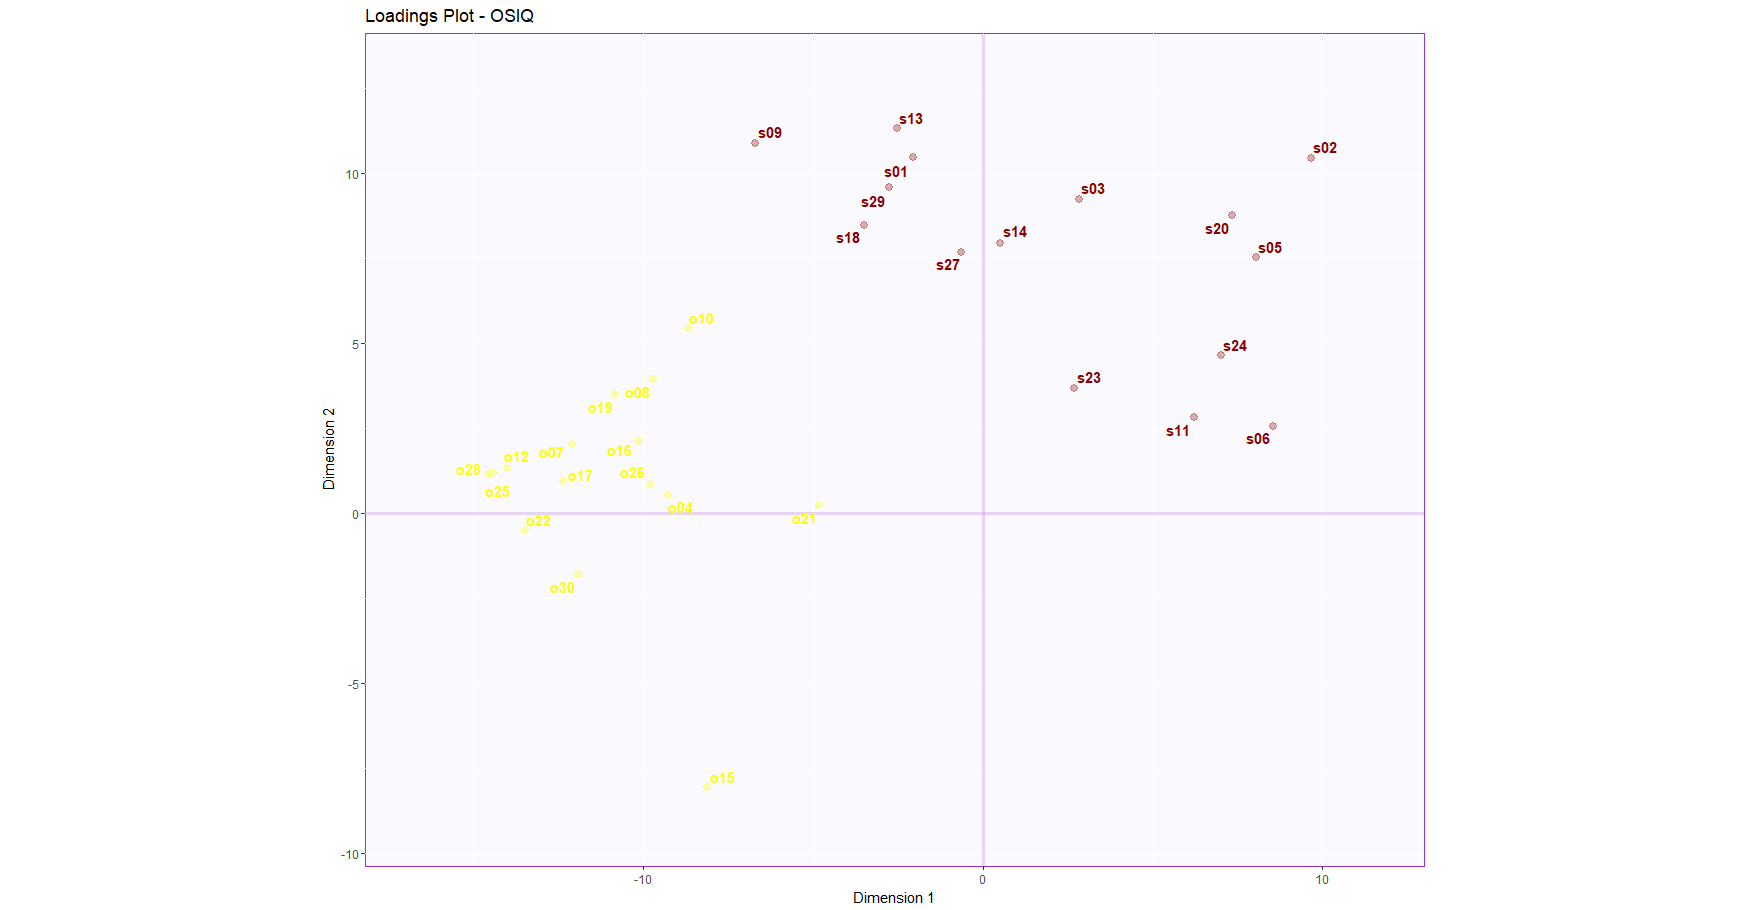 Loadings Plot - OSIQ
s13
s09
s02
s01
s03
s29
s14
s20
s18
s05
s27
o10
s24
s23
o08
o19
s11
s06
o16
o07
o12
o28
o26
o17
o25
o04
o21
o22
o30
o15
10
5
0
-5
-10
Dimension 2
-10
0
10
Dimension 1